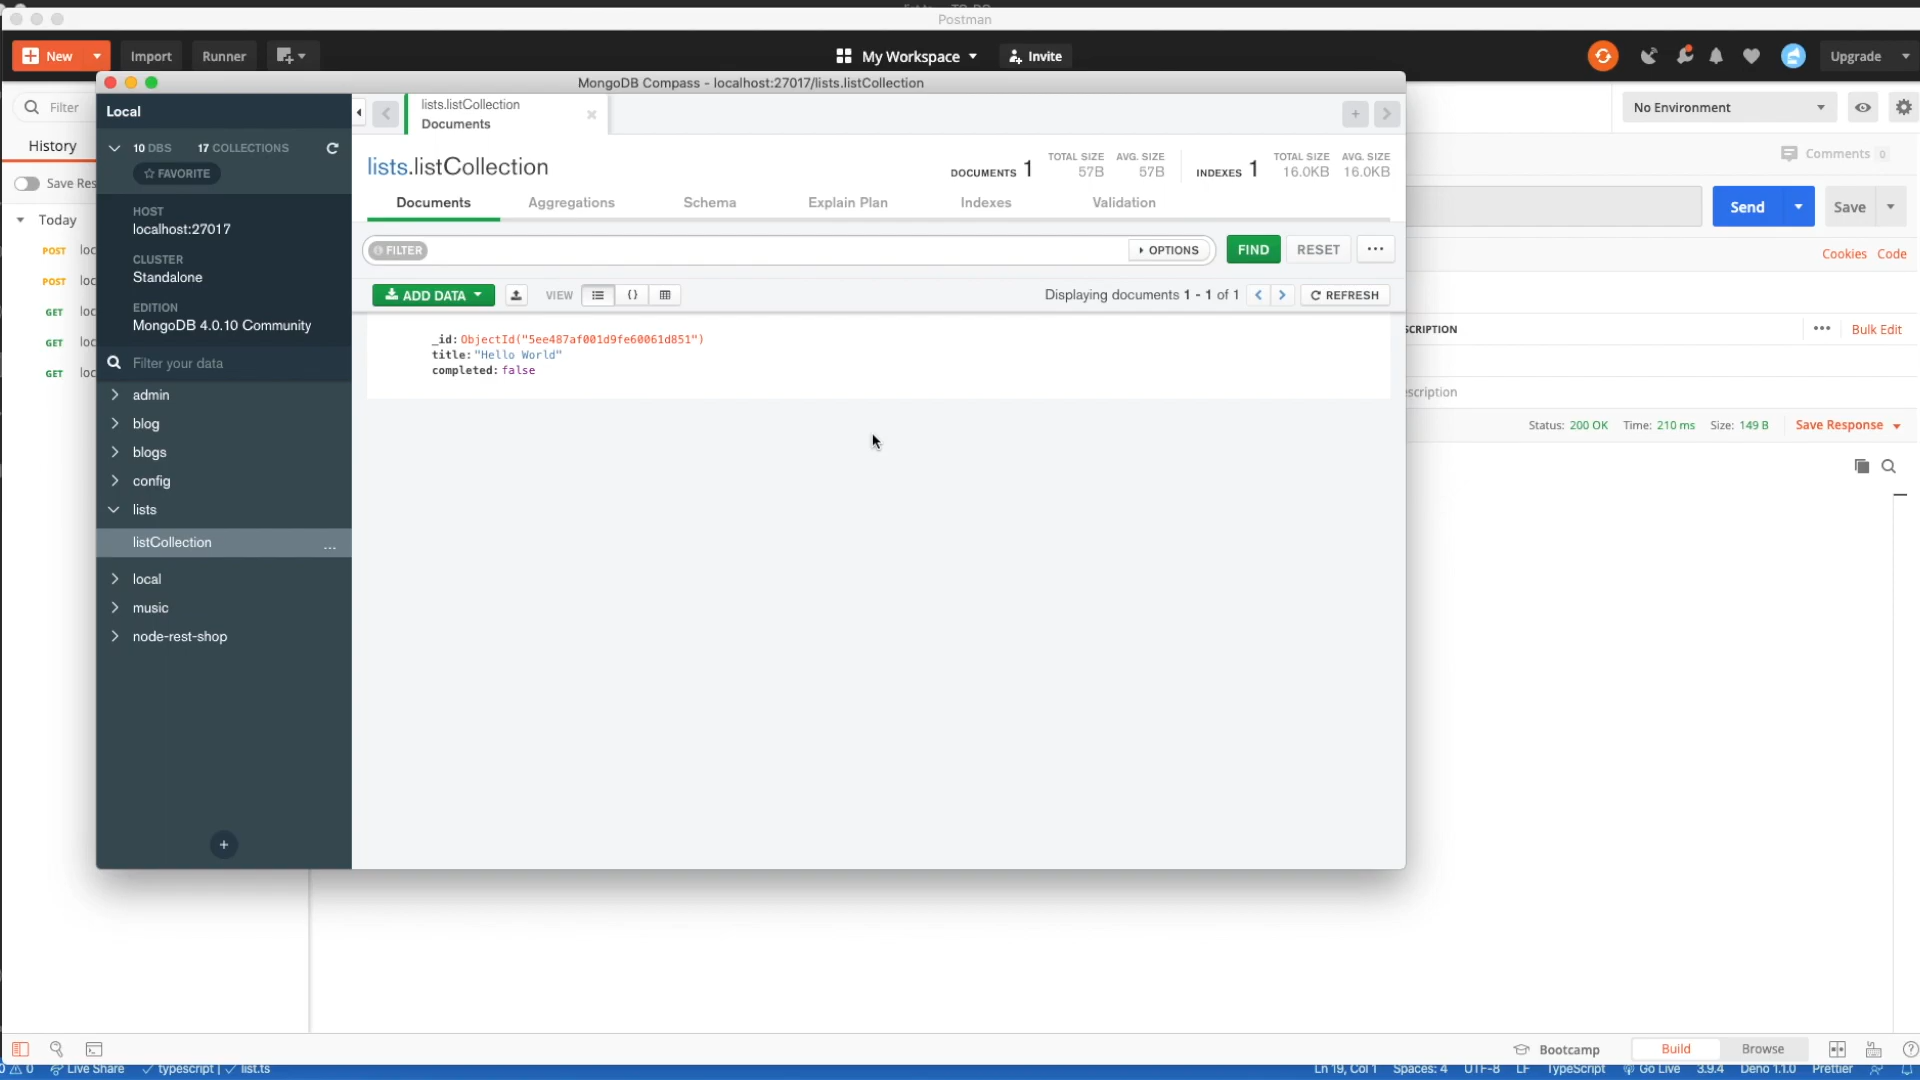 Postman
New
Import
Runner
My Workspace
Invite
Upgrade
MongoDB Compass - localhost:27017/lists.listCollection
Filter
Local
lists.listCollection
Documents
No Environment
History
10 DBS
17 COLLECTIONS
FAVORITE
lists.listCollection
DOCUMENTS 1
TOTAL SIZE
57B
AVG. SIZE
57B
INDEXES 1
TOTAL SIZE
16.0KB
AVG. SIZE
16.0KB
Comments 0
Save Res
HOST
localhost:27017
Documents
Aggregations
Schema
Explain Plan
Indexes
Validation
Send
Save
Today
POST loc
POST loc
GET loc
GET loc
GET loc
CLUSTER
Standalone
FILTER
OPTIONS
FIND
RESET
Cookies
Code
EDITION
MongoDB 4.0.10 Community
ADD DATA
VIEW
{}
Displaying documents 1 - 1 of 1
REFRESH
SCRIPTION
Bulk Edit
_id: ObjectId("5ee487af001d9fe60061d851")
title: "Hello World"
completed: false
Filter your data
admin
blog
blogs
config
lists
listCollection
...
local
music
node-rest-shop
escription
Status: 200 OK
Time: 210 ms
Size: 149 B
Save Response
Bootcamp
Build
Browse
0
0
Live Share
typescript |
list.ts
Ln 19, Col 1
Spaces: 4
UTF-8
LF
TypeScript
Go Live
3.9.4
Deno 1.1.0
Prettier